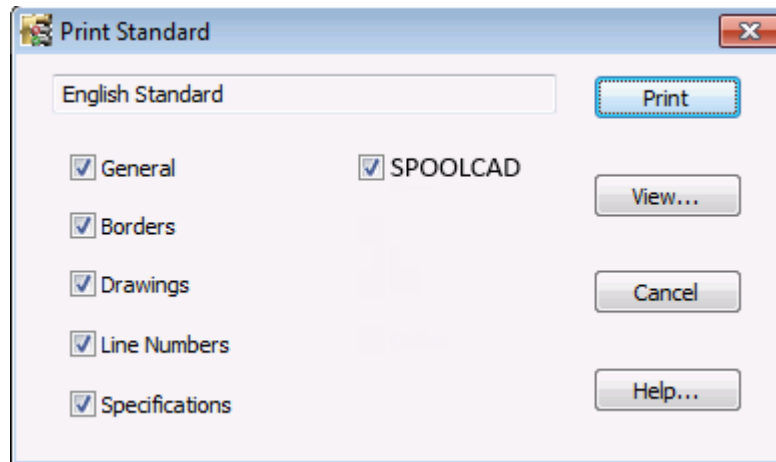 Print Standard
English Standard
Print
General
SPOOLCAD
View...
Borders
Drawings
Cancel
Line Numbers
Specifications
Help...